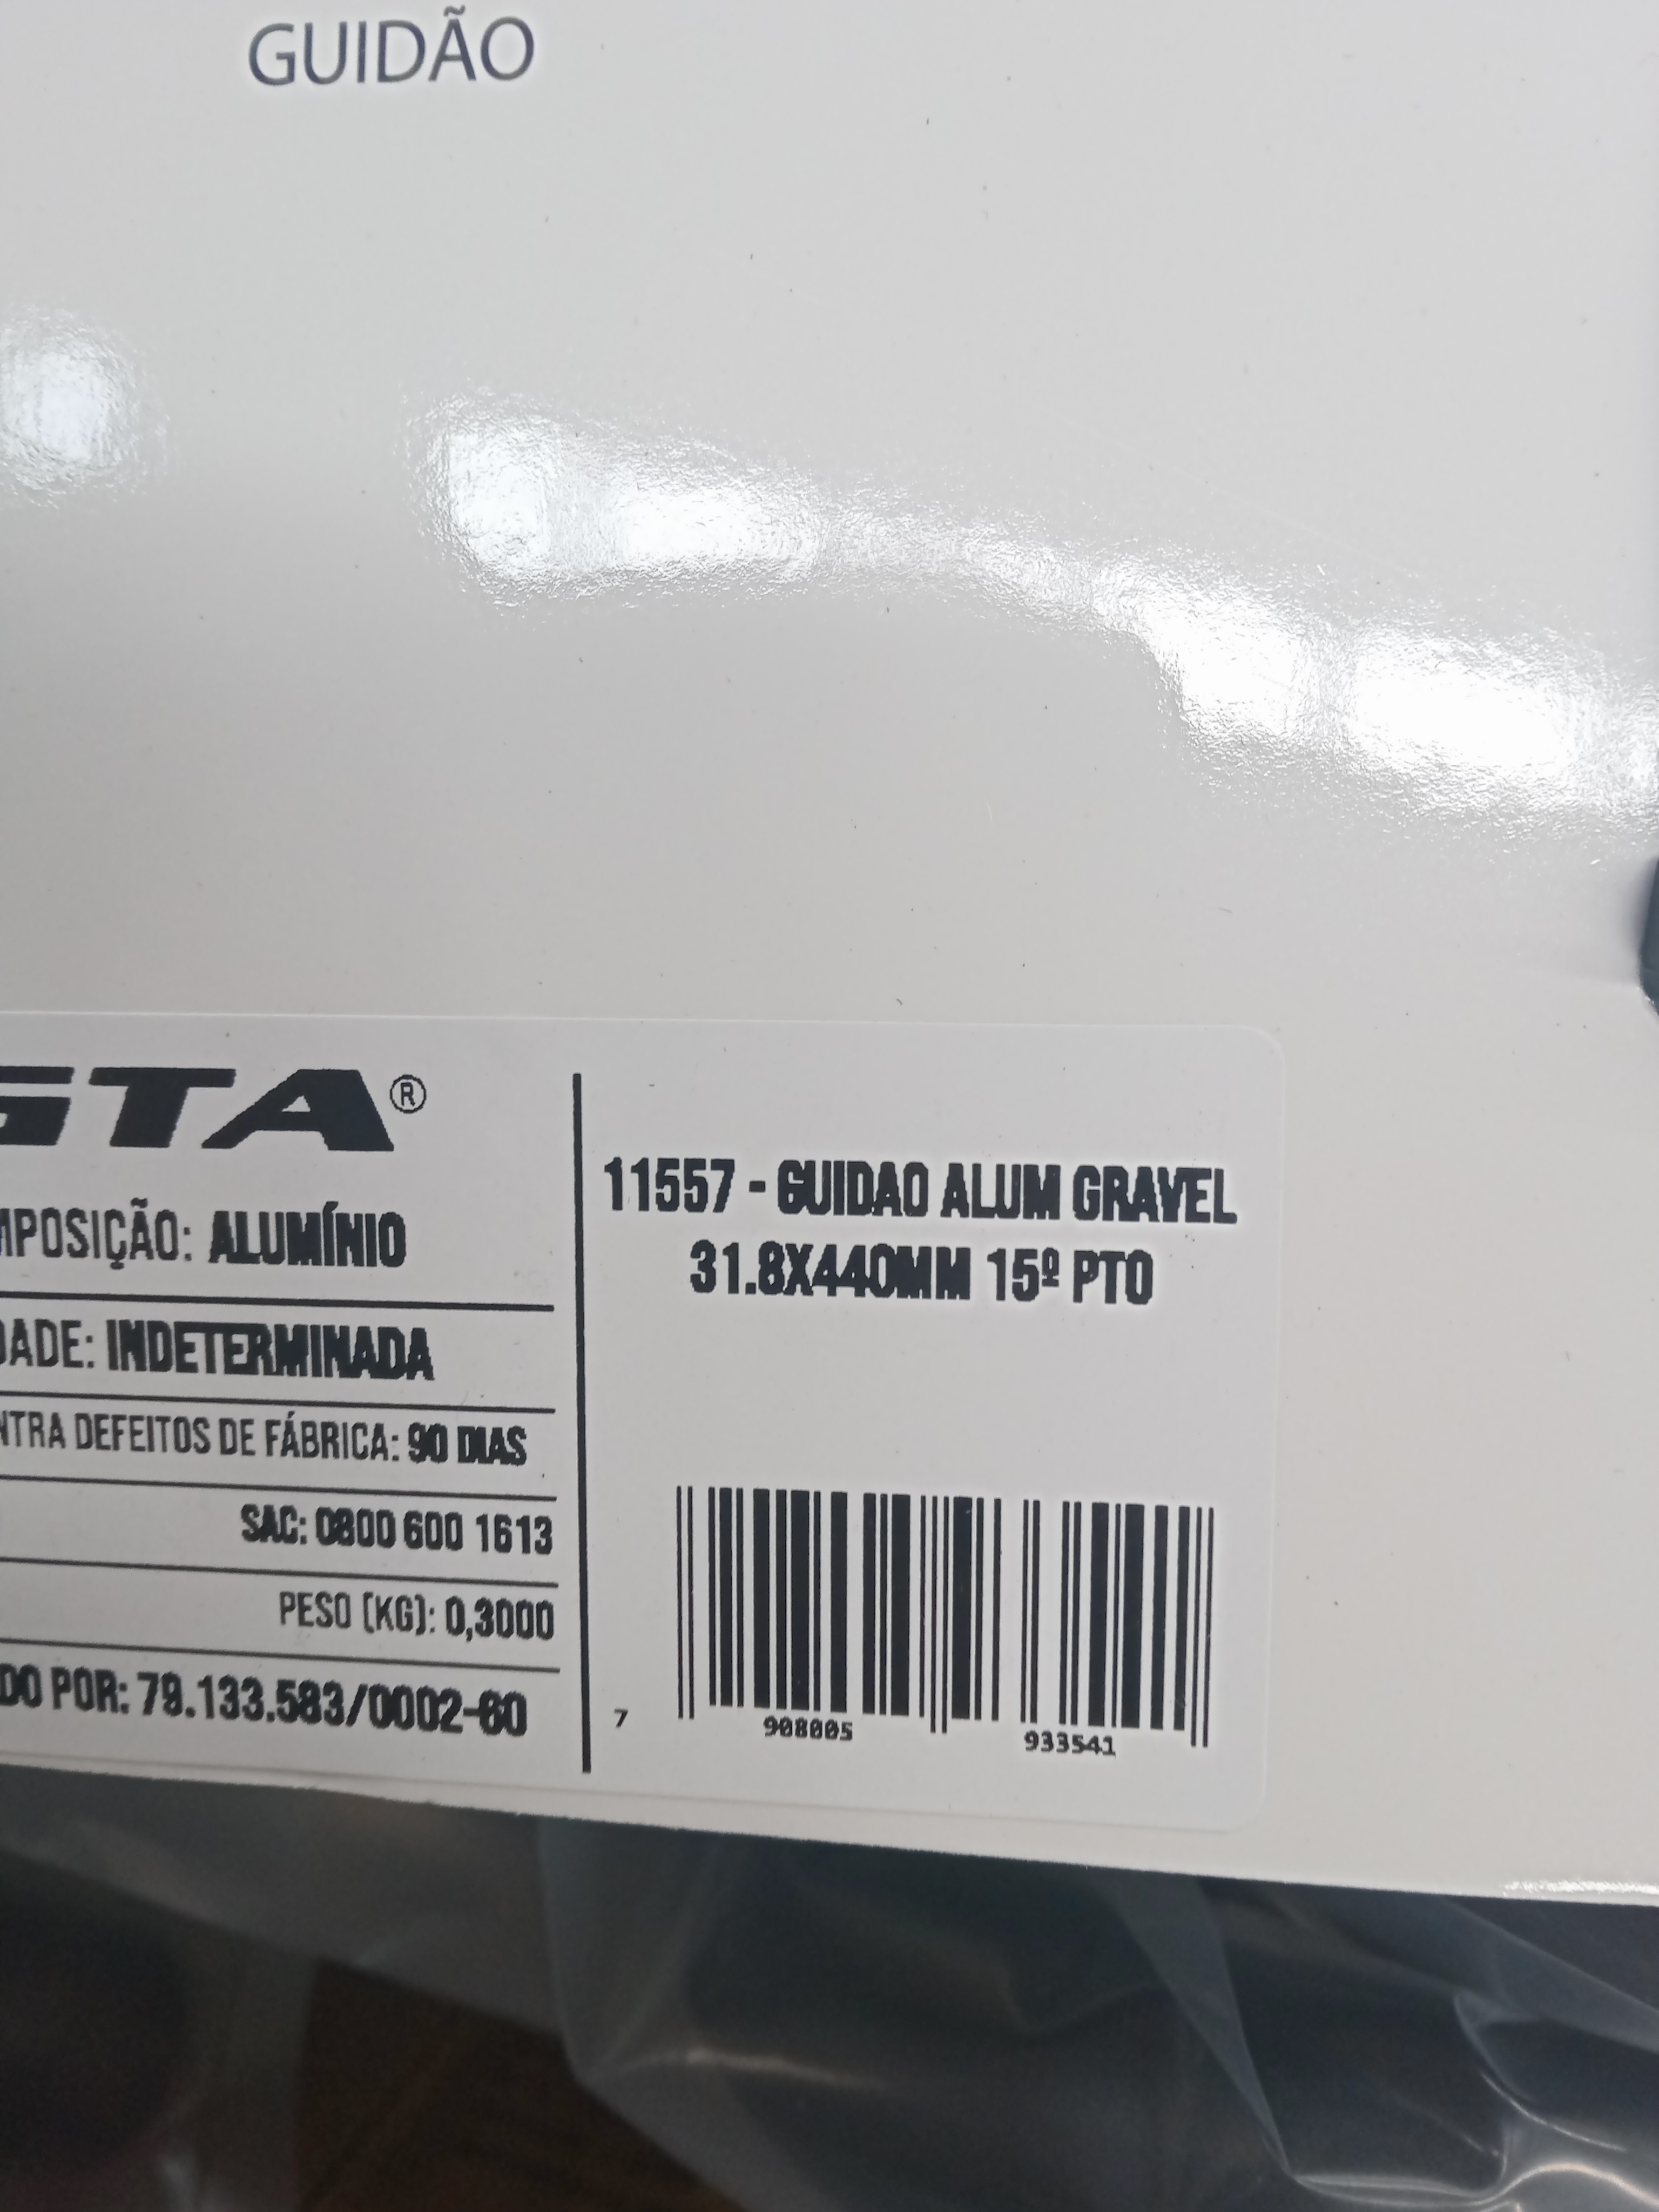 GUIDÃO
GTA®
MPOSIÇÃO: ALUMÍNIO
DADE: INDETERMINADA
NTRA DEFEITOS DE FÁBRICA: 90 DIAS
SAC: 0800 600 1613
PESO (KG): 0,3000
DO POR: 79.133.583/0002-60
11557 - GUIDAO ALUM GRAVEL
31.8X440MM 15º PTO
7 908005 933541